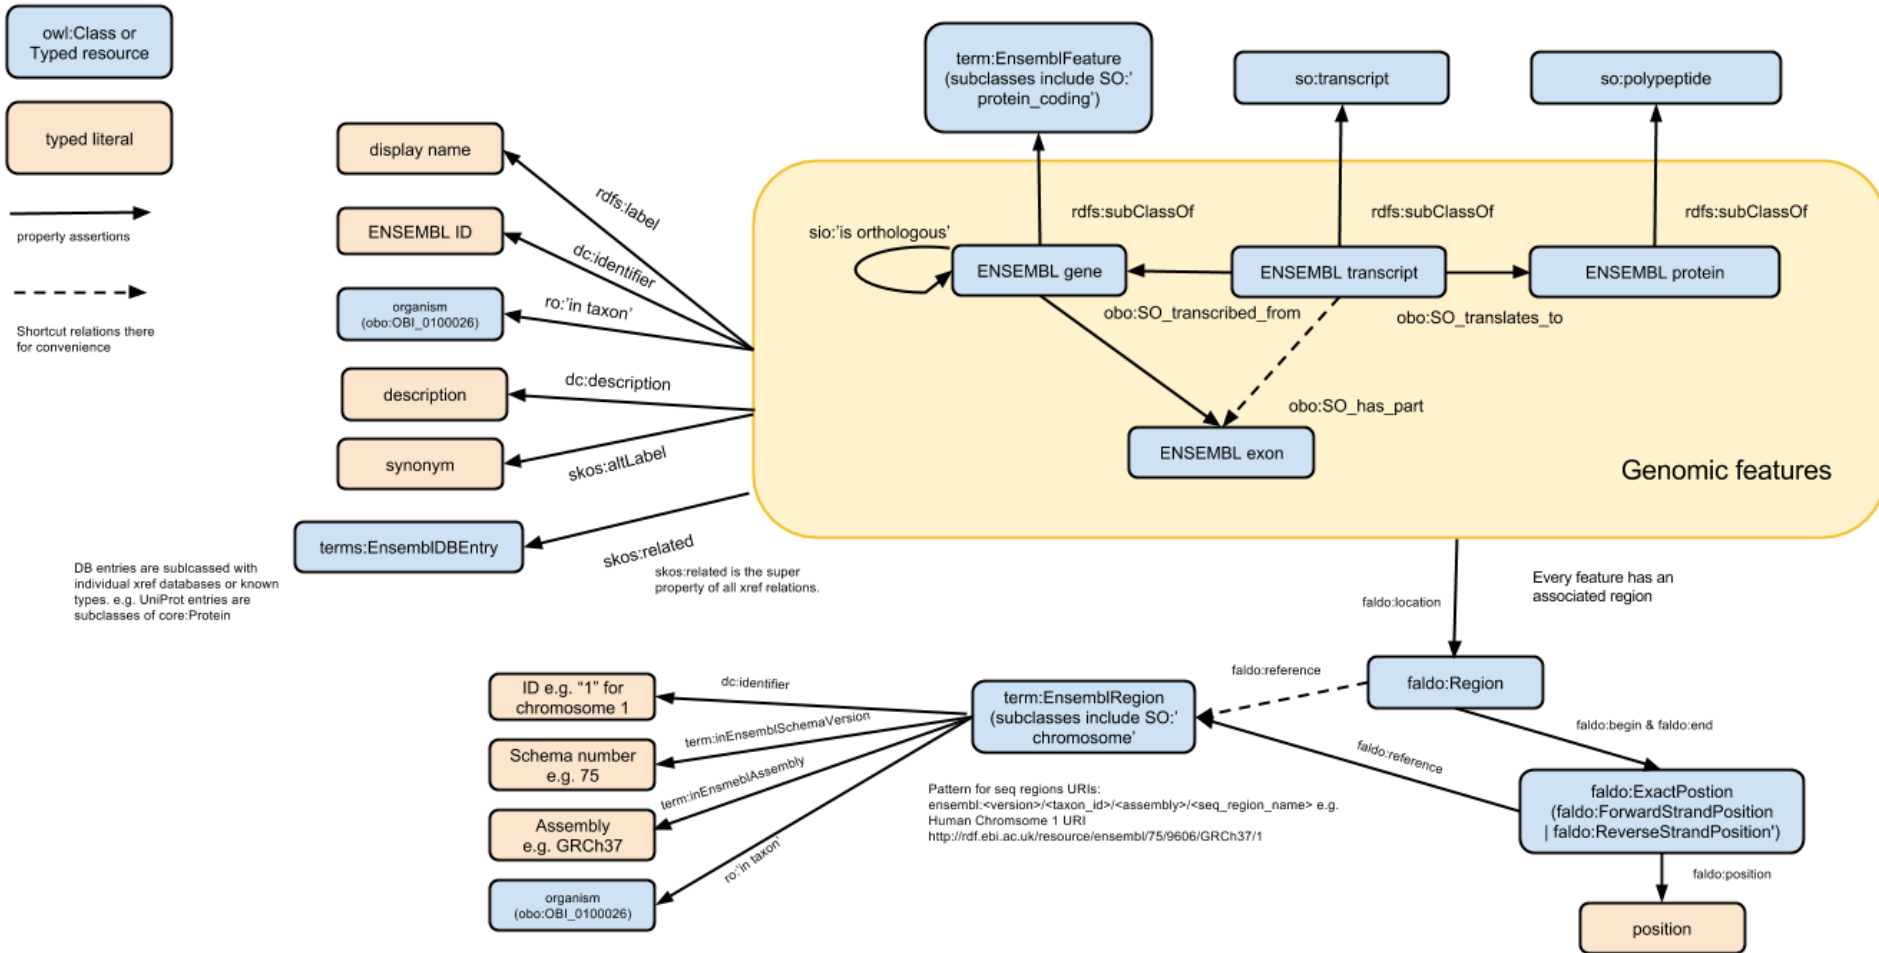 owl:Class or
Typed resource
typed literal
property assertions
Shortcut relations there
for convenience
display name
ENSEMBL ID
organism
(obo:OBI_0100026)
description
synonym
terms:EnsemblDBEntry
DB entries are sublcassed with
individual xref databases or known
types. e.g. UniProt entries are
subclasses of core:Protein
rdfs:label
dc:identifier
ro:'in taxon'
dc:description
skos:altLabel
skos:related
skos:related is the super
property of all xref relations.
term:EnsemblFeature
(subclasses include SO:'
protein_coding')
so:transcript
so:polypeptide
rdfs:subClassOf
rdfs:subClassOf
rdfs:subClassOf
sio:'is orthologous'
ENSEMBL gene
ENSEMBL transcript
ENSEMBL protein
obo:SO_transcribed_from
obo:SO_translates_to
obo:SO_has_part
ENSEMBL exon
Genomic features
faldo:location
Every feature has an
associated region
faldo:Region
faldo:reference
faldo:begin & faldo:end
faldo:reference
faldo:ExactPostion
(faldo:ForwardStrandPosition
| faldo:ReverseStrandPosition')
faldo:position
position
term:EnsemblRegion
(subclasses include SO:'
chromosome'
Pattern for seq regions URIs:
ensembl:<version>/<taxon_id>/<assembly>/<seq_region_name> e.g.
Human Chromsome 1 URI
http://rdf.ebi.ac.uk/resource/ensembl/75/9606/GRCh37/1
dc:identifier
term:inEnsemblSchemaVersion
term:inEnsmeblAssembly
ro:'in taxon'
ID e.g. “1” for
chromosome 1
Schema number
e.g. 75
Assembly
e.g. GRCh37
organism
(obo:OBI_0100026)